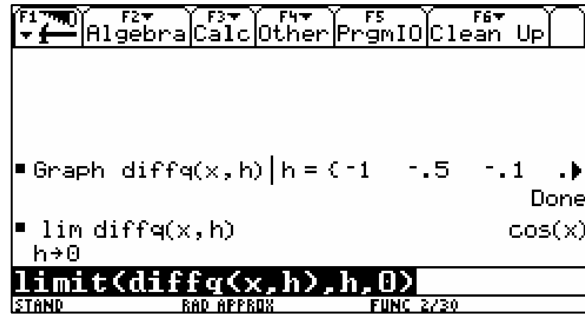 F1 F2 F3 F4 F5 F6
Algebra Calc Other PrgmIO Clean Up
Graph diffq(x,h)|h = {-1 -.5 -.1 .
Done
lim diffq(x,h) cos(x)
h→0
limit(diffq(x,h),h,0)
STAND RAD APPROX FUNC 2/30